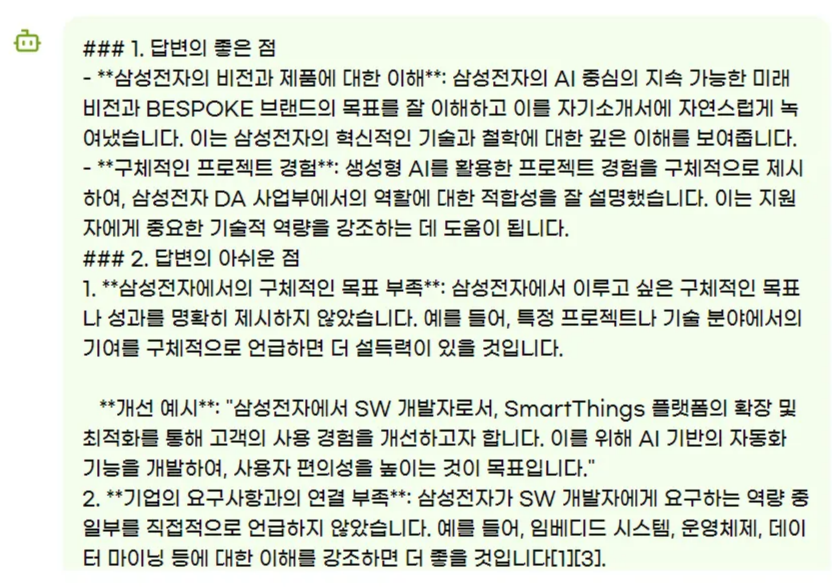 ### 1. 답변의 좋은 점
- **삼성전자의 비전과 제품에 대한 이해**: 삼성전자의 AI 중심의 지속 가능한 미래
비전과 BESPOKE 브랜드의 목표를 잘 이해하고 이를 자기소개서에 자연스럽게 녹
여냈습니다. 이는 삼성전자의 혁신적인 기술과 철학에 대한 깊은 이해를 보여줍니다.
- **구체적인 프로젝트 경험**: 생성형 AI를 활용한 프로젝트 경험을 구체적으로 제시
하여, 삼성전자 DA 사업부에서의 역할에 대한 적합성을 잘 설명했습니다. 이는 지원
자에게 중요한 기술적 역량을 강조하는 데 도움이 됩니다.
### 2. 답변의 아쉬운 점
1. **삼성전자에서의 구체적인 목표 부족**: 삼성전자에서 이루고 싶은 구체적인 목표
나 성과를 명확히 제시하지 않았습니다. 예를 들어, 특정 프로젝트나 기술 분야에서의
기여를 구체적으로 언급하면 더 설득력이 있을 것입니다.
**개선 예시**: "삼성전자에서 SW 개발자로서, SmartThings 플랫폼의 확장 및
최적화를 통해 고객의 사용 경험을 개선하고자 합니다. 이를 위해 AI 기반의 자동화
기능을 개발하여, 사용자 편의성을 높이는 것이 목표입니다."
2. **기업의 요구사항과의 연결 부족**: 삼성전자가 SW 개발자에게 요구하는 역량 중
일부를 직접적으로 언급하지 않았습니다. 예를 들어, 임베디드 시스템, 운영체제, 데이
터 마이닝 등에 대한 이해를 강조하면 더 좋을 것입니다[1][3].